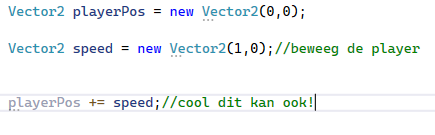 Vector2 playerPos = new Vector2(0,0);
Vector2 speed = new Vector2(1,0);//beweeg de player
playerPos += speed;//cool dit kan ook!